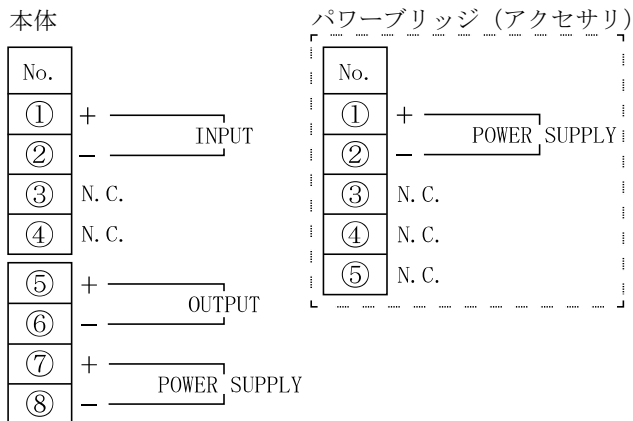 本体
No.
① +
INPUT
② −
③ N.C.
④ N.C.
⑤ +
OUTPUT
⑥ −
⑦ +
POWER SUPPLY
⑧ −
パワーブリッジ（アクセサリ）
No.
① +
POWER SUPPLY
② −
③ N.C.
④ N.C.
⑤ N.C.